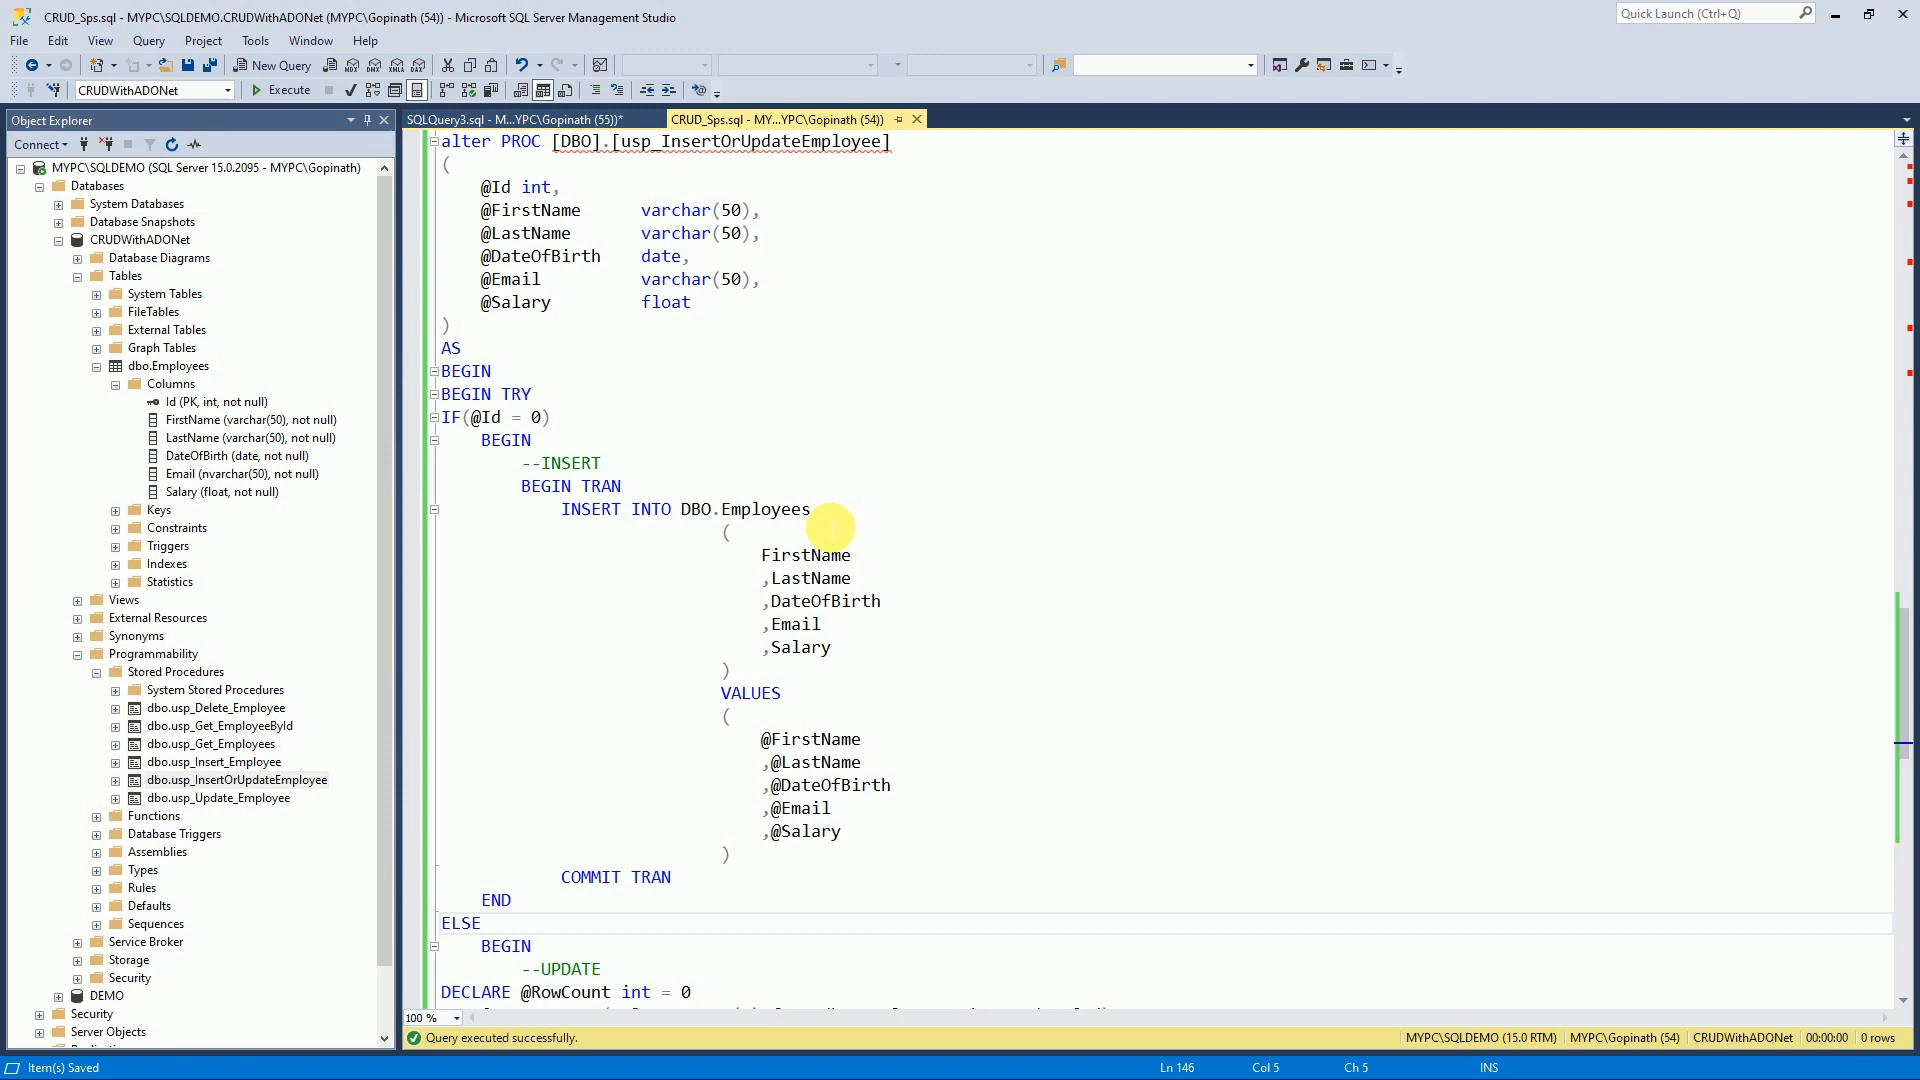 CRUD_Sps.sql - MYPC\SQLDEMO.CRUDWithADONet (MYPC\Gopinath (54)) - Microsoft SQL Server Management Studio
Quick Launch (Ctrl+Q)
File Edit View Query Project Tools Window Help
New Query
MDX DMX XMLA DAX
CRUDWithADONet
Execute
Object Explorer
Connect
MYPC\SQLDEMO (SQL Server 15.0.2095 - MYPC\Gopinath)
Databases
System Databases
Database Snapshots
CRUDWithADONet
Database Diagrams
Tables
System Tables
FileTables
External Tables
Graph Tables
dbo.Employees
Columns
Id (PK, int, not null)
FirstName (varchar(50), not null)
LastName (varchar(50), not null)
DateOfBirth (date, not null)
Email (nvarchar(50), not null)
Salary (float, not null)
Keys
Constraints
Triggers
Indexes
Statistics
Views
External Resources
Synonyms
Programmability
Stored Procedures
System Stored Procedures
dbo.usp_Delete_Employee
dbo.usp_Get_EmployeeById
dbo.usp_Get_Employees
dbo.usp_Insert_Employee
dbo.usp_InsertOrUpdateEmployee
dbo.usp_Update_Employee
Functions
Database Triggers
Assemblies
Types
Rules
Defaults
Sequences
Service Broker
Storage
Security
DEMO
Security
Server Objects
SQLQuery3.sql - M...YPC\Gopinath (55))*
CRUD_Sps.sql - MY...YPC\Gopinath (54))
alter PROC [DBO].[usp_InsertOrUpdateEmployee]
(
@Id int,
@FirstName varchar(50),
@LastName varchar(50),
@DateOfBirth date,
@Email varchar(50),
@Salary float
)
AS
BEGIN
BEGIN TRY
IF(@Id = 0)
BEGIN
--INSERT
BEGIN TRAN
INSERT INTO DBO.Employees
(
FirstName
,LastName
,DateOfBirth
,Email
,Salary
)
VALUES
(
@FirstName
,@LastName
,@DateOfBirth
,@Email
,@Salary
)
COMMIT TRAN
END
ELSE
BEGIN
--UPDATE
DECLARE @RowCount int = 0
100 %
Query executed successfully.
MYPC\SQLDEMO (15.0 RTM) MYPC\Gopinath (54) CRUDWithADONet 00:00:00 0 rows
Item(s) Saved
Ln 146 Col 5 Ch 5 INS